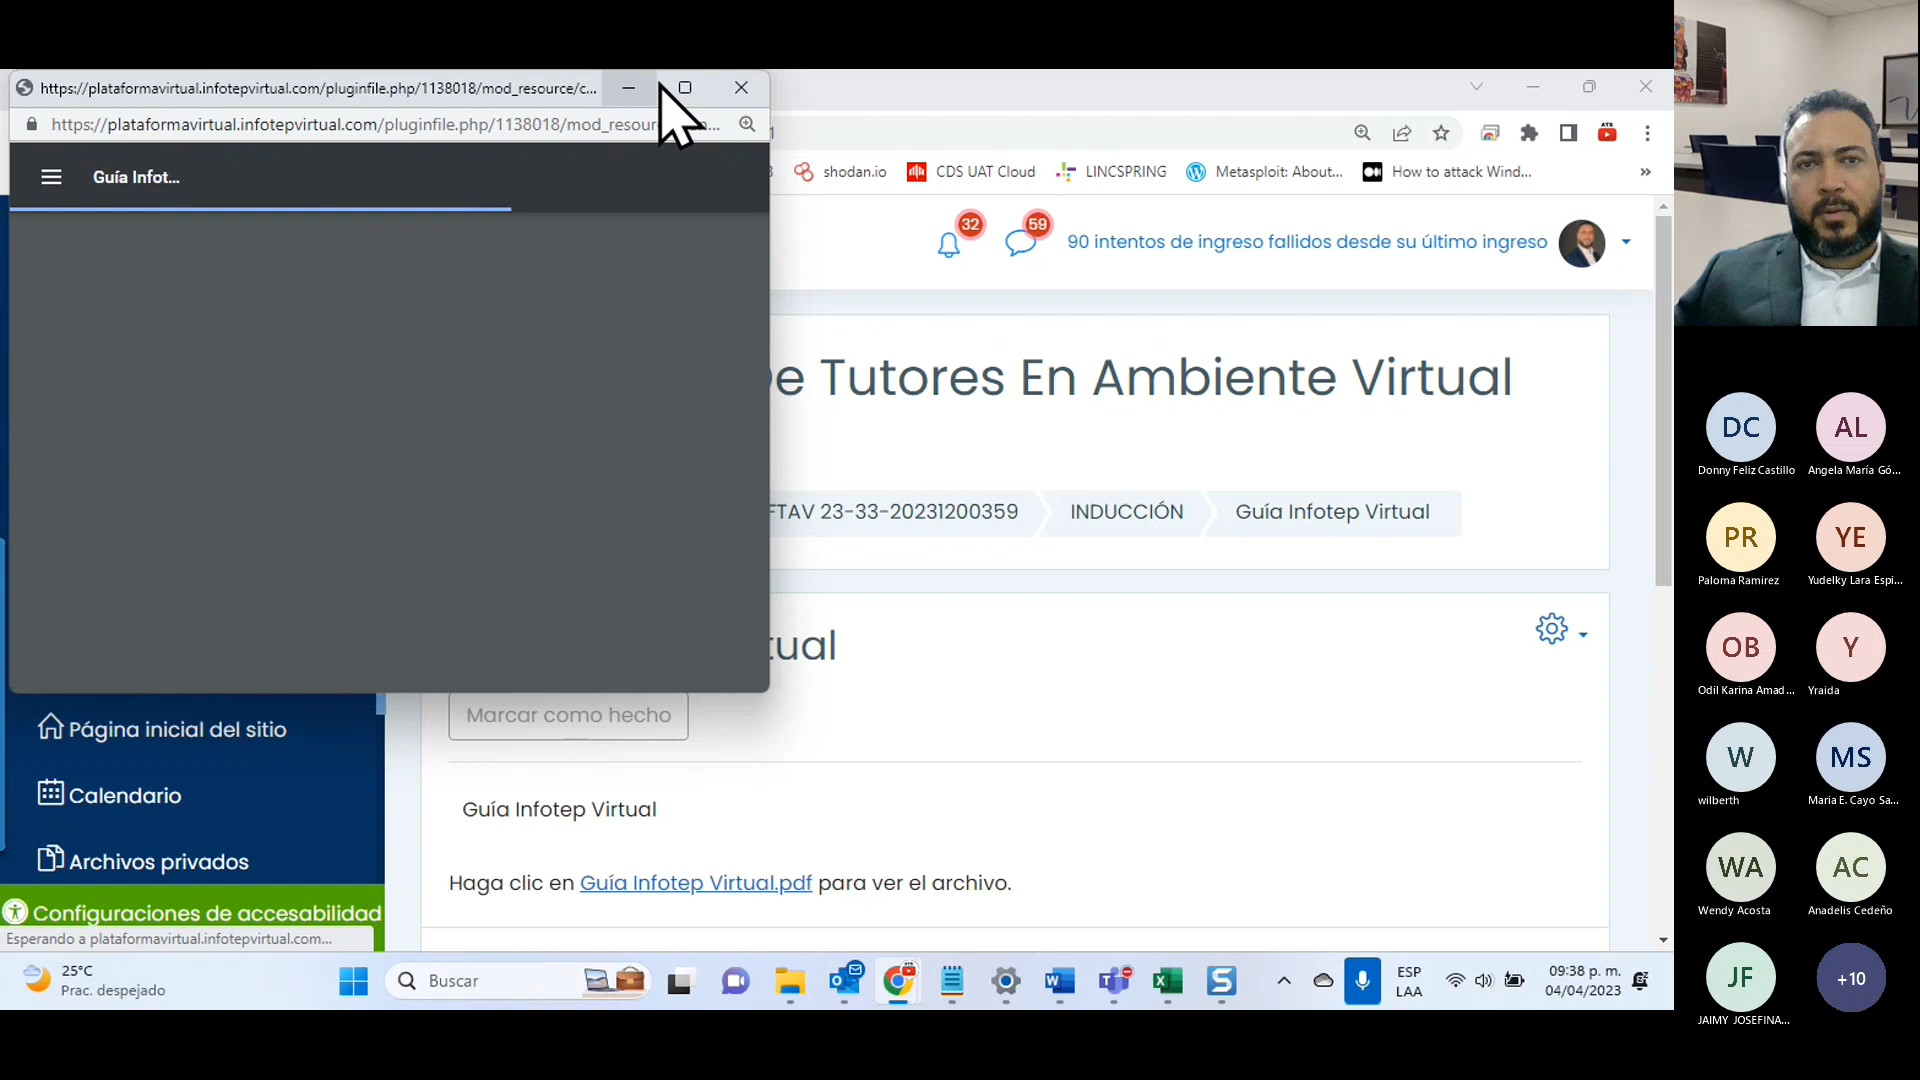 https://plataformavirtual.infotepvirtual.com/pluginfile.php/1138018/mod_resource/c...
https://plataformavirtual.infotepvirtual.com/pluginfile.php/1138018/mod_resour
Guía Infot...
shodan.io
CDS UAT Cloud
LINCSPRING
Metasploit: About...
How to attack Wind...
»
32
59
90 intentos de ingreso fallidos desde su último ingreso
De Tutores En Ambiente Virtual
FTAV 23-33-20231200359
INDUCCIÓN
Guía Infotep Virtual
tual
Marcar como hecho
Guía Infotep Virtual
Haga clic en Guía Infotep Virtual.pdf para ver el archivo.
Página inicial del sitio
Calendario
Archivos privados
Configuraciones de accesabilidad
Esperando a plataformavirtual.infotepvirtual.com...
25°C
Prac. despejado
Buscar
ESP
LAA
09:38 p. m.
04/04/2023
DC
Donny Feliz Castillo
AL
Angela María Gó...
PR
Paloma Ramirez
YE
Yudelky Lara Espi...
OB
Odil Karina Amad...
Y
Yraida
W
wilberth
MS
Maria E. Cayo Sa...
WA
Wendy Acosta
AC
Anadelis Cedeño
JF
JAIMY JOSEFINA...
+10